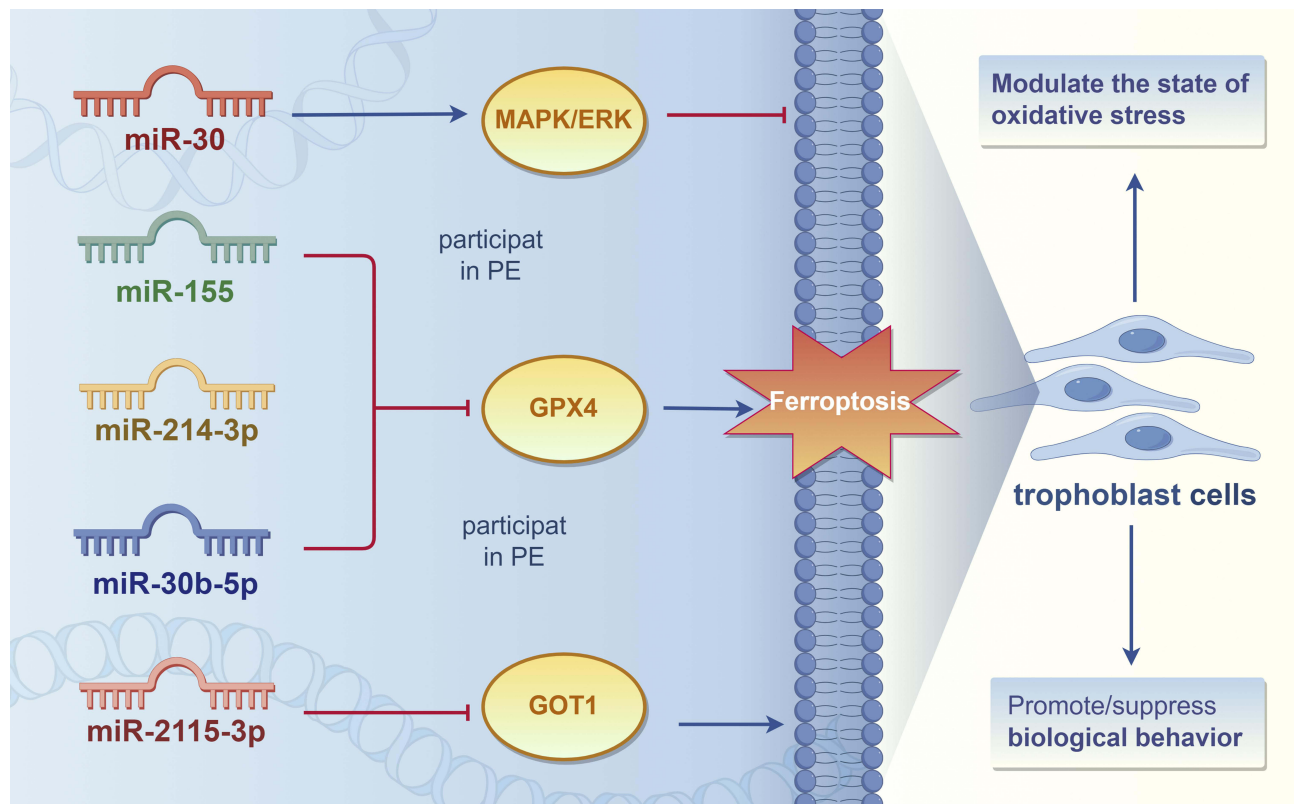 miR-30
MAPK/ERK
miR-155
participat
in PE
miR-214-3p
GPX4
Ferroptosis
miR-30b-5p
participat
in PE
miR-2115-3p
GOT1
Modulate the state of
oxidative stress
trophoblast cells
Promote/suppress
biological behavior